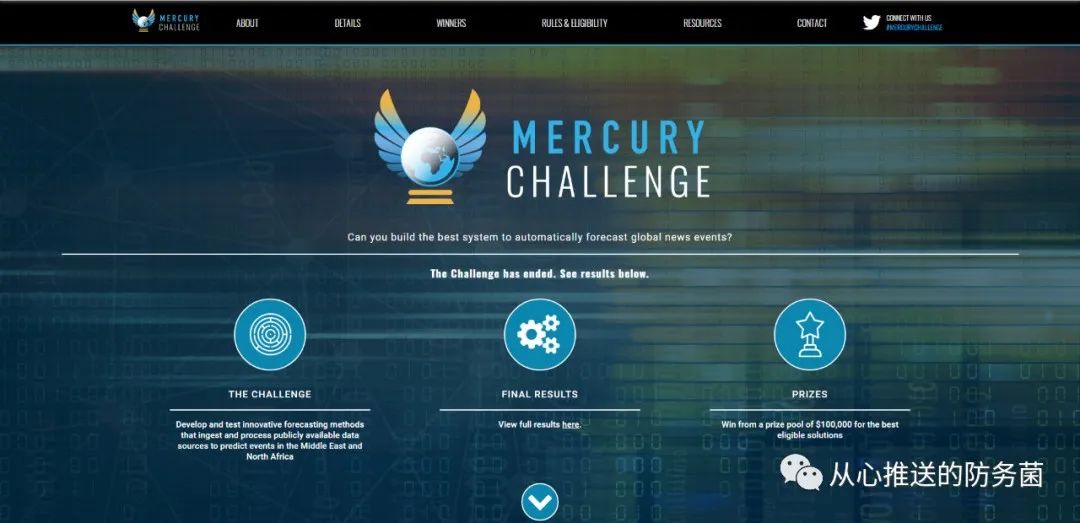 MERCURY
CHALLENGE
ABOUT
DETAILS
WINNERS
RULES & ELIGIBILITY
RESOURCES
CONTACT
CONNECT WITH US
#MERCURYCHALLENGE
MERCURY
CHALLENGE
Can you build the best system to automatically forecast global news events?
The Challenge has ended. See results below.
THE CHALLENGE
Develop and test innovative forecasting methods
that ingest and process publicly available data
sources to predict events in the Middle East and
North Africa
FINAL RESULTS
View full results here.
PRIZES
Win from a prize pool of $100,000 for the best
eligible solutions
从心推送的防务菌